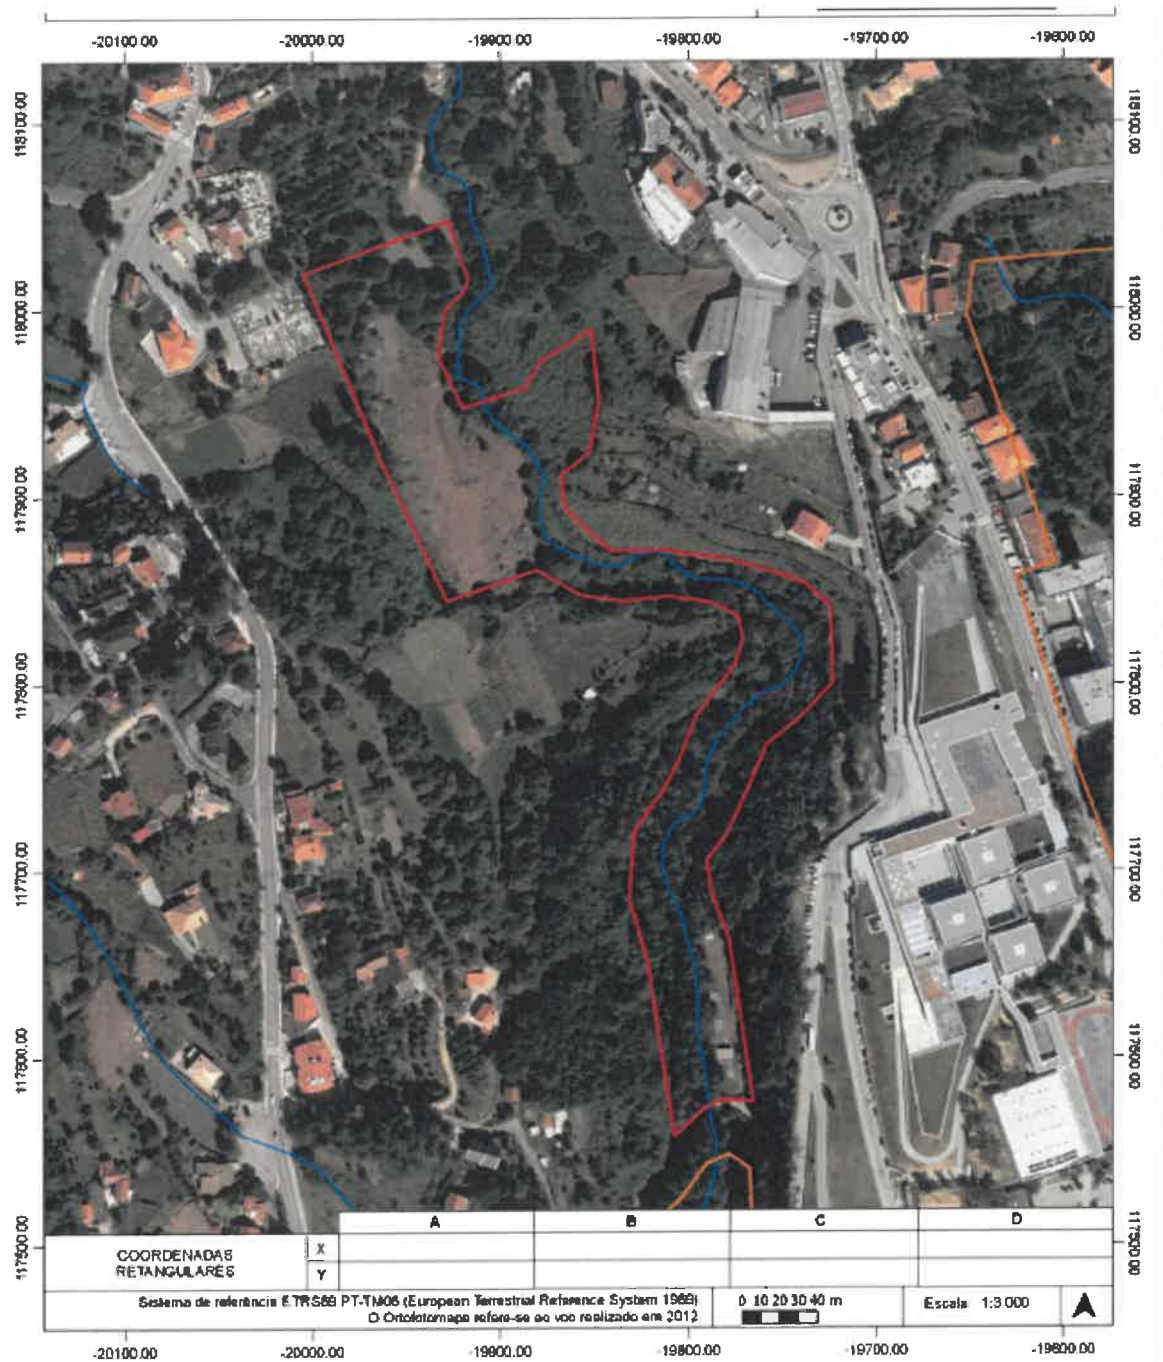 -20100.00 -20000.00 -19900.00 -19800.00 -19700.00 -19600.00
118100.00 118100.00
118000.00 118000.00
117900.00 117900.00
117800.00 117800.00
117700.00 117700.00
117600.00 117600.00
117500.00 117500.00
A B C D
COORDENADAS RETANGULARES
X
Y
Sistema de referência ETRS89 PT-TM06 (European Terrestrial Reference System 1989)
O Ortofotomapa refere-se ao voo realizado em 2012
0 10 20 30 40 m
Escala 1:3 000
-20100.00 -20000.00 -19900.00 -19800.00 -19700.00 -19600.00